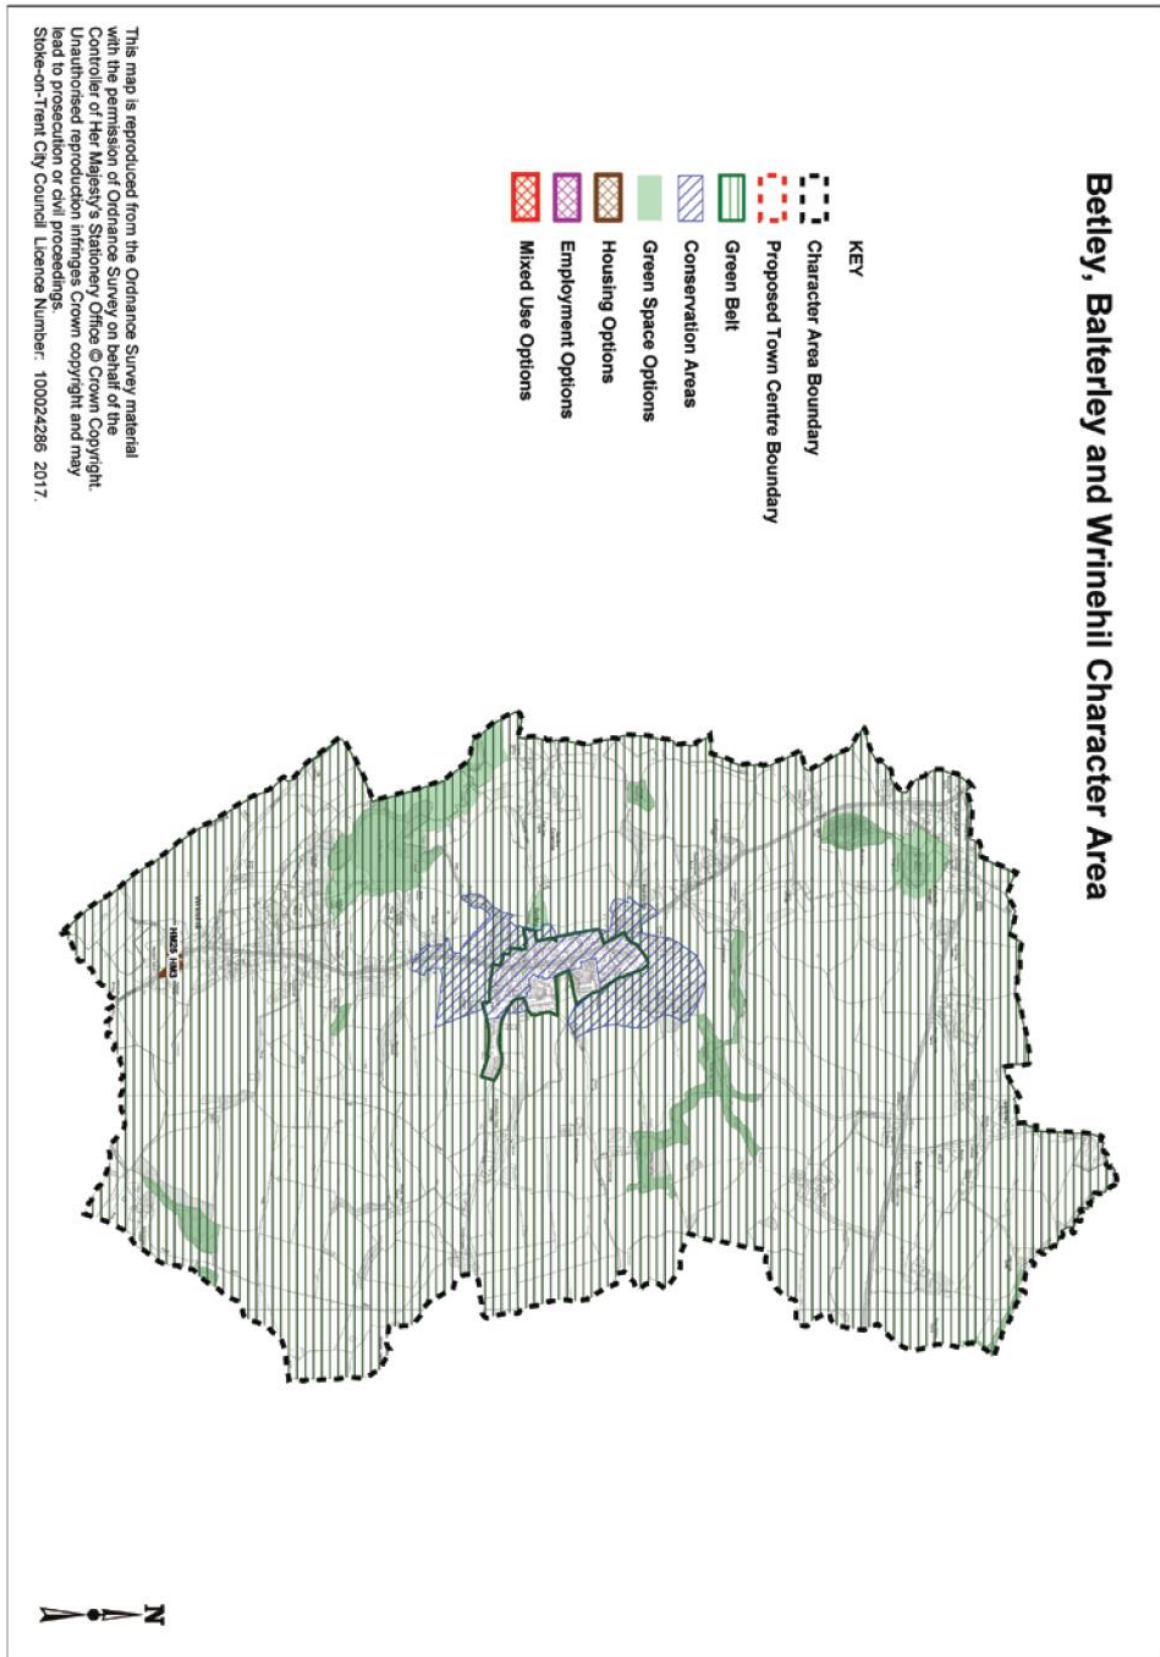 Betley, Balterley and Wrinehil Character Area
KEY
Character Area Boundary
Proposed Town Centre Boundary
Green Belt
Conservation Areas
Green Space Options
Housing Options
Employment Options
Mixed Use Options
HM26 HM3
This map is reproduced from the Ordnance Survey material
with the permission of Ordnance Survey on behalf of the
Controller of Her Majesty's Stationery Office © Crown Copyright.
Unauthorised reproduction infringes Crown copyright and may
lead to prosecution or civil proceedings.
Stoke-on-Trent City Council Licence Number: 100024286 2017.
N